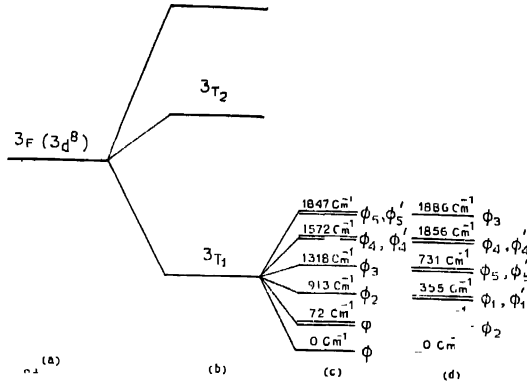 3T2
3F (3d8)
3T1
1847 Cm-1 ϕ5, ϕ5′ 1886 Cm-1 ϕ3
1572 Cm-1 ϕ4, ϕ4′ 1856 Cm-1 ϕ4, ϕ4′
1318 Cm-1 ϕ3 731 Cm-1 ϕ5, ϕ5
913 Cm-1 ϕ2 355 Cm-1 ϕ1, ϕ1
72 Cm-1 φ
ϕ2
0 Cm-1 ϕ 0 Cm
(a) (b) (c) (d)